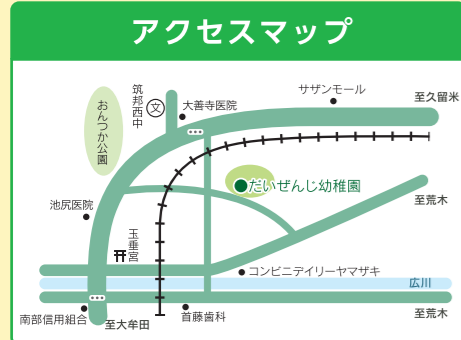 アクセスマップ
サザンモール
至久留米
筑邦西中
文
大善寺医院
おんつか公園
だいぜんじ幼稚園
至荒木
池尻医院
玉垂宮
コンビニデイリーヤマザキ
広川
南部信用組合
至大牟田
首藤歯科
至荒木